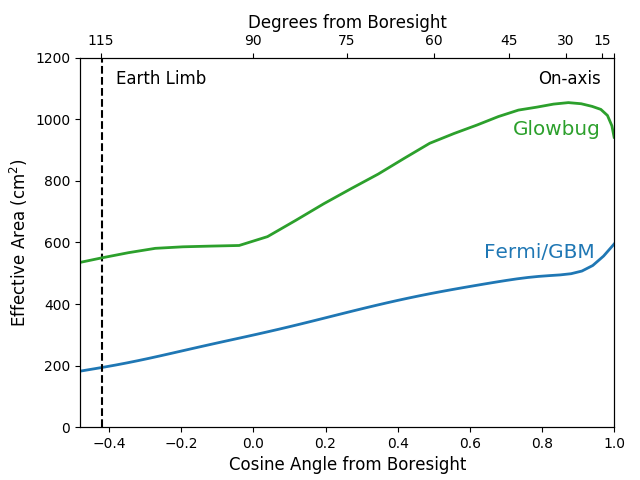 Degrees from Boresight
115 90 75 60 45 30 15
1200
Earth Limb On-axis
1000
Glowbug
800
600
Fermi/GBM
400
200
0
Effective Area (cm²)
−0.4 −0.2 0.0 0.2 0.4 0.6 0.8 1.0
Cosine Angle from Boresight